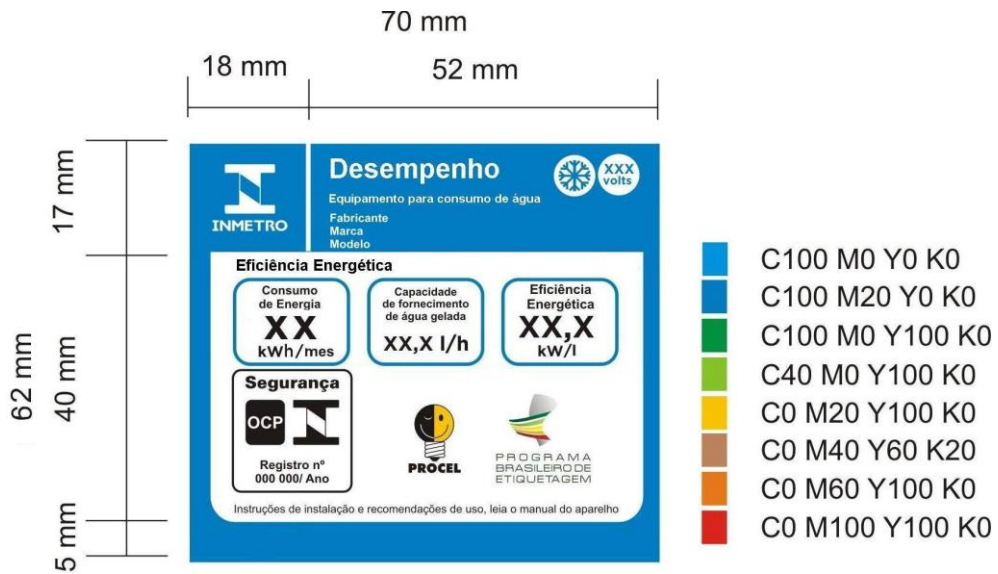 70 mm
18 mm
52 mm
17 mm
62 mm
40 mm
5 mm
INMETRO
Desempenho
XXX
volts
Equipamento para consumo de água
Fabricante
Marca
Modelo
Eficiência Energética
Consumo
de Energia
XX
kWh/mes
Capacidade
de fornecimento
de água gelada
XX,X l/h
Eficiência
Energética
XX,X
kW/l
Segurança
OCP
Registro nº
000 000/ Ano
PROCEL
PROGRAMA
BRASILEIRO DE
ETIQUETAGEM
Instruções de instalação e recomendações de uso, leia o manual do aparelho
C100 M0 Y0 K0
C100 M20 Y0 K0
C100 M0 Y100 K0
C40 M0 Y100 K0
C0 M20 Y100 K0
C0 M40 Y60 K20
C0 M60 Y100 K0
C0 M100 Y100 K0